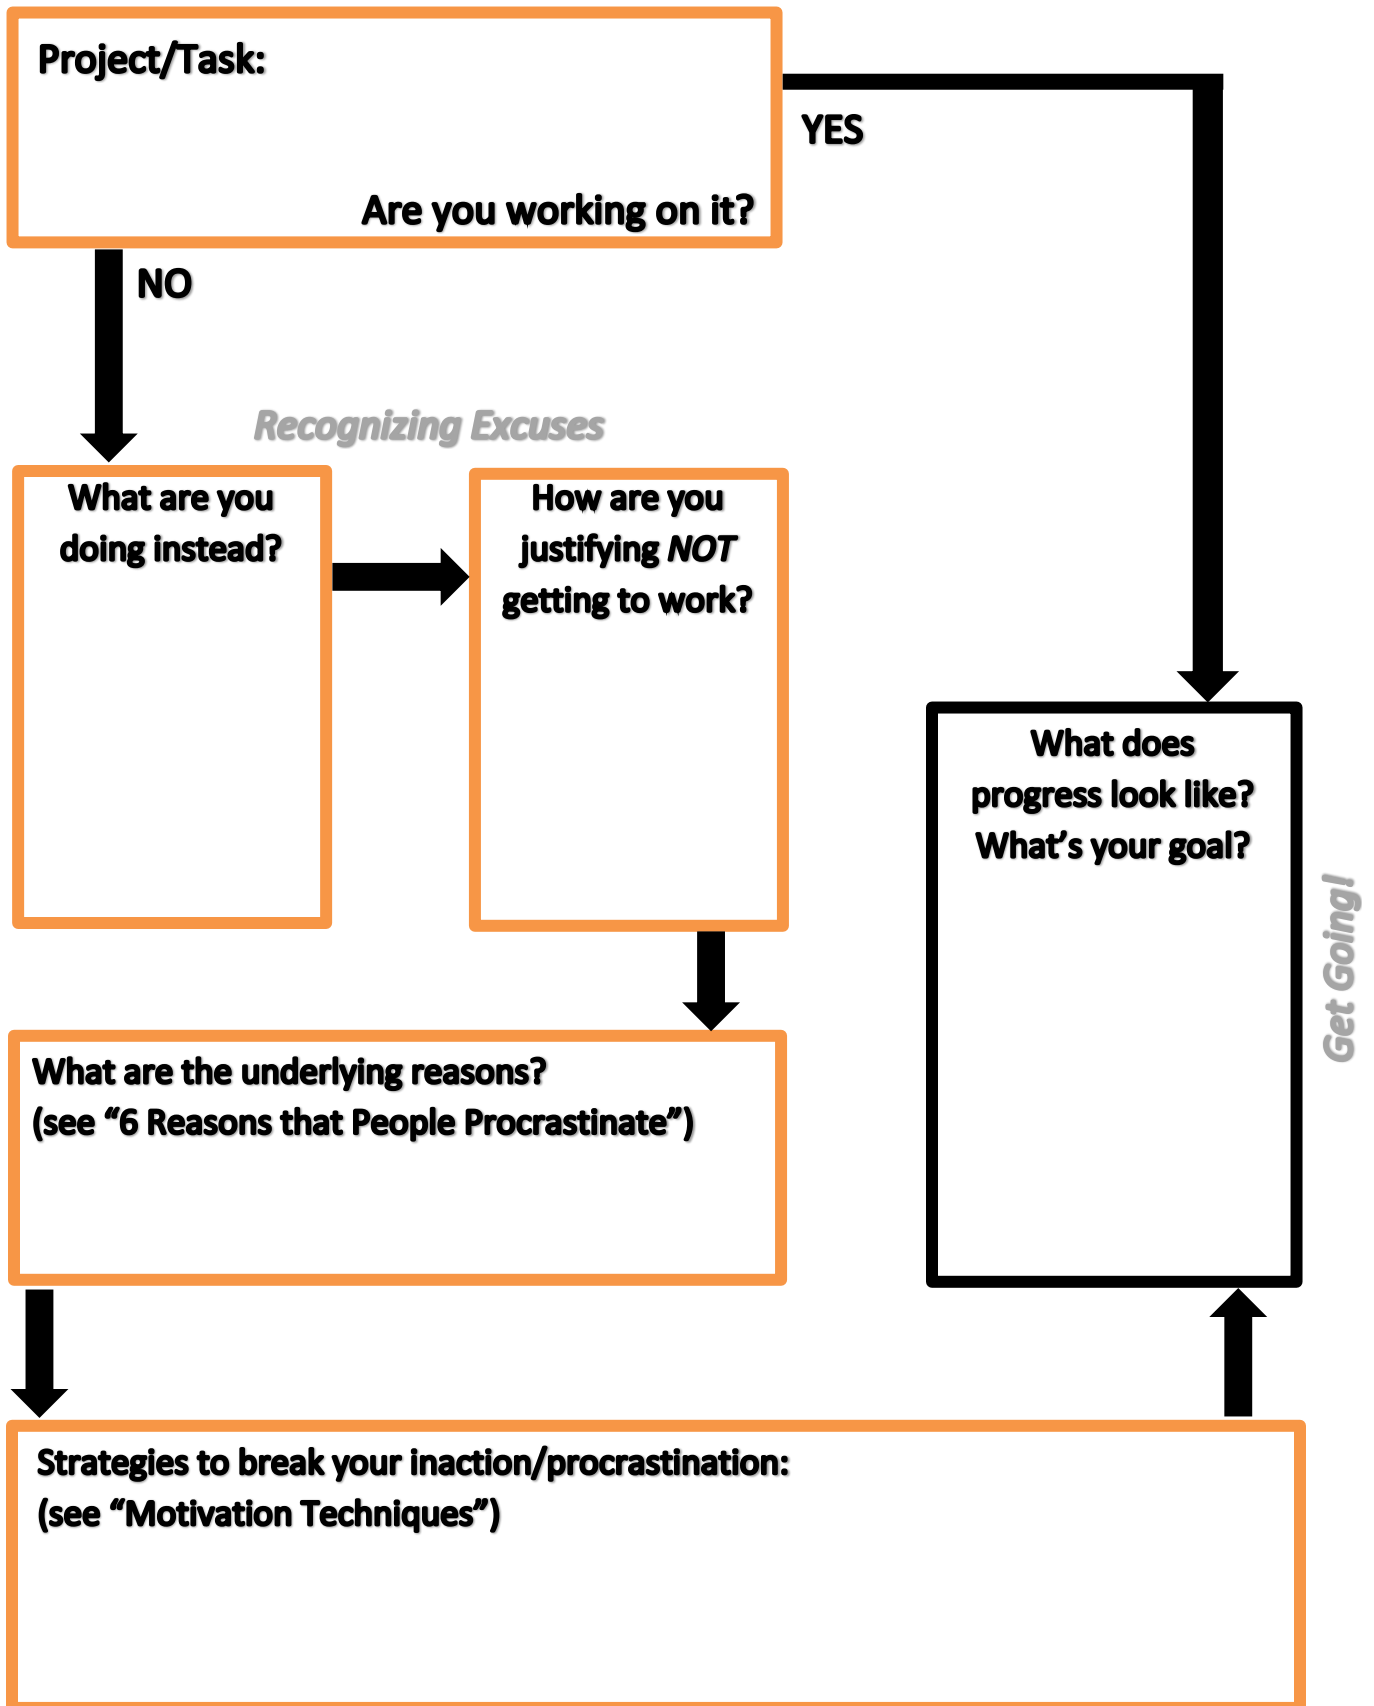 Project/Task:
YES
Are you working on it?
NO
Recognizing Excuses
What are you
doing instead?
How are you
justifying NOT
getting to work?
What does
progress look like?
What’s your goal?
Get Going!
What are the underlying reasons?
(see “6 Reasons that People Procrastinate”)
Strategies to break your inaction/procrastination:
(see “Motivation Techniques”)